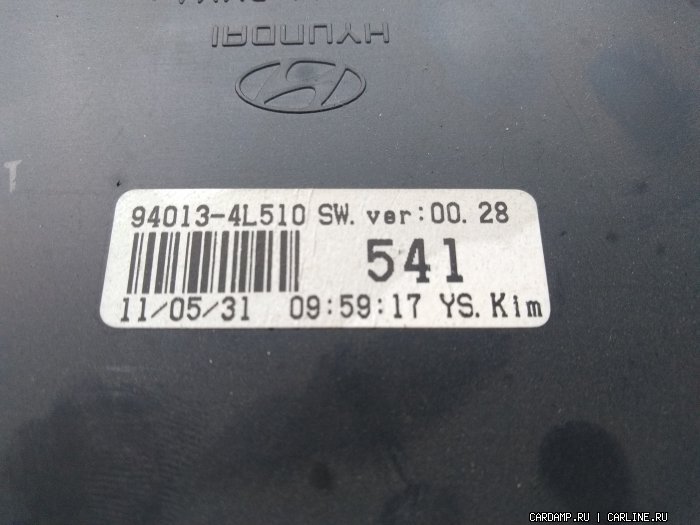 HYUNDAI
94013-4L510 SW. ver:00. 28
541
11/05/31 09:59:17 YS. Kim
CARDAMP.RU | CARLINE.RU